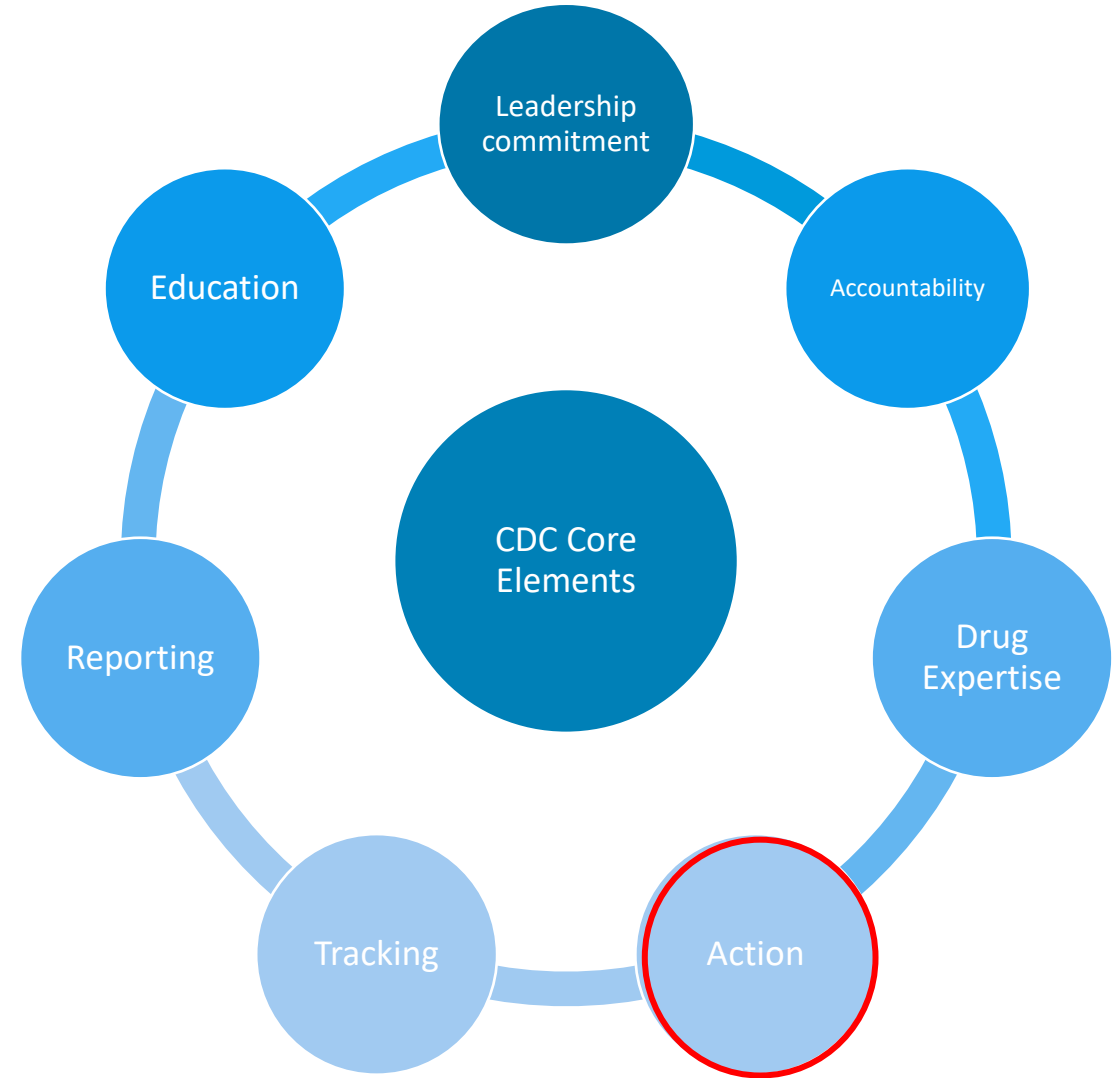 Leadership
commitment
Accountability
Drug
Expertise
Action
Tracking
Reporting
Education
CDC Core
Elements